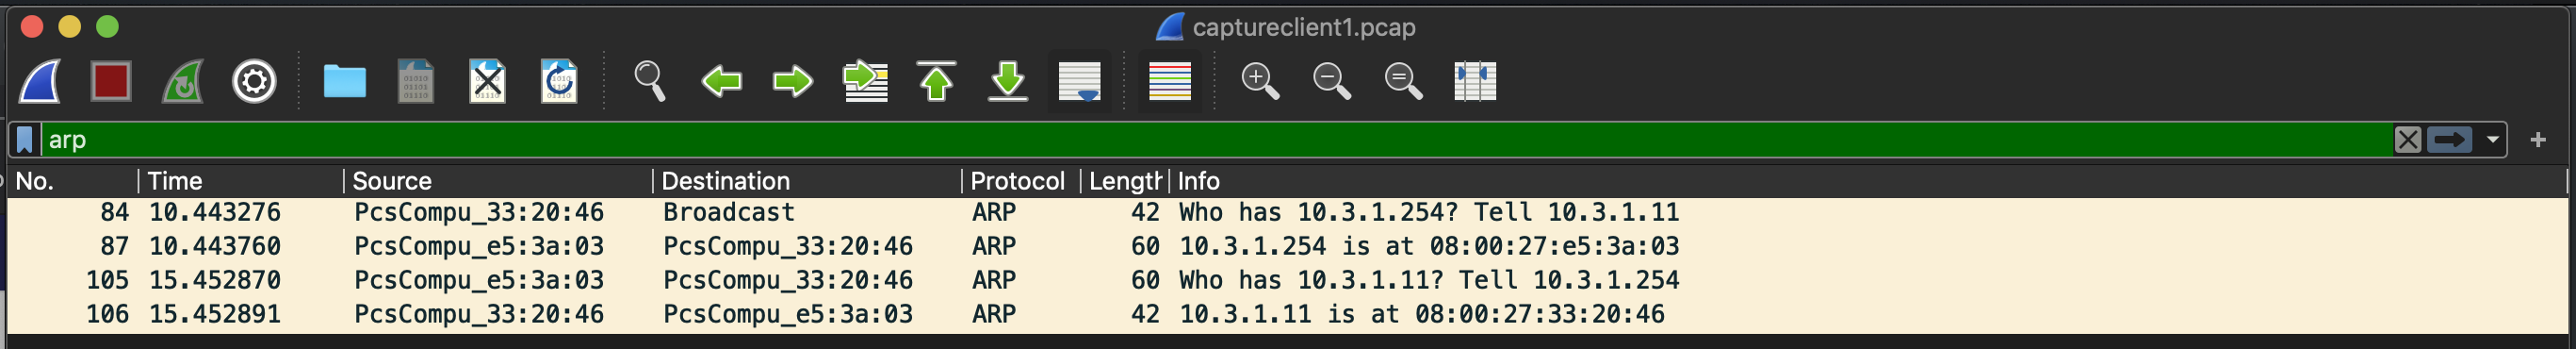 captureclient1.pcap
arp
No. Time Source Destination Protocol Length Info
84 10.443276 PcsCompu_33:20:46 Broadcast ARP 42 Who has 10.3.1.254? Tell 10.3.1.11
87 10.443760 PcsCompu_e5:3a:03 PcsCompu_33:20:46 ARP 60 10.3.1.254 is at 08:00:27:e5:3a:03
105 15.452870 PcsCompu_e5:3a:03 PcsCompu_33:20:46 ARP 60 Who has 10.3.1.11? Tell 10.3.1.254
106 15.452891 PcsCompu_33:20:46 PcsCompu_e5:3a:03 ARP 42 10.3.1.11 is at 08:00:27:33:20:46